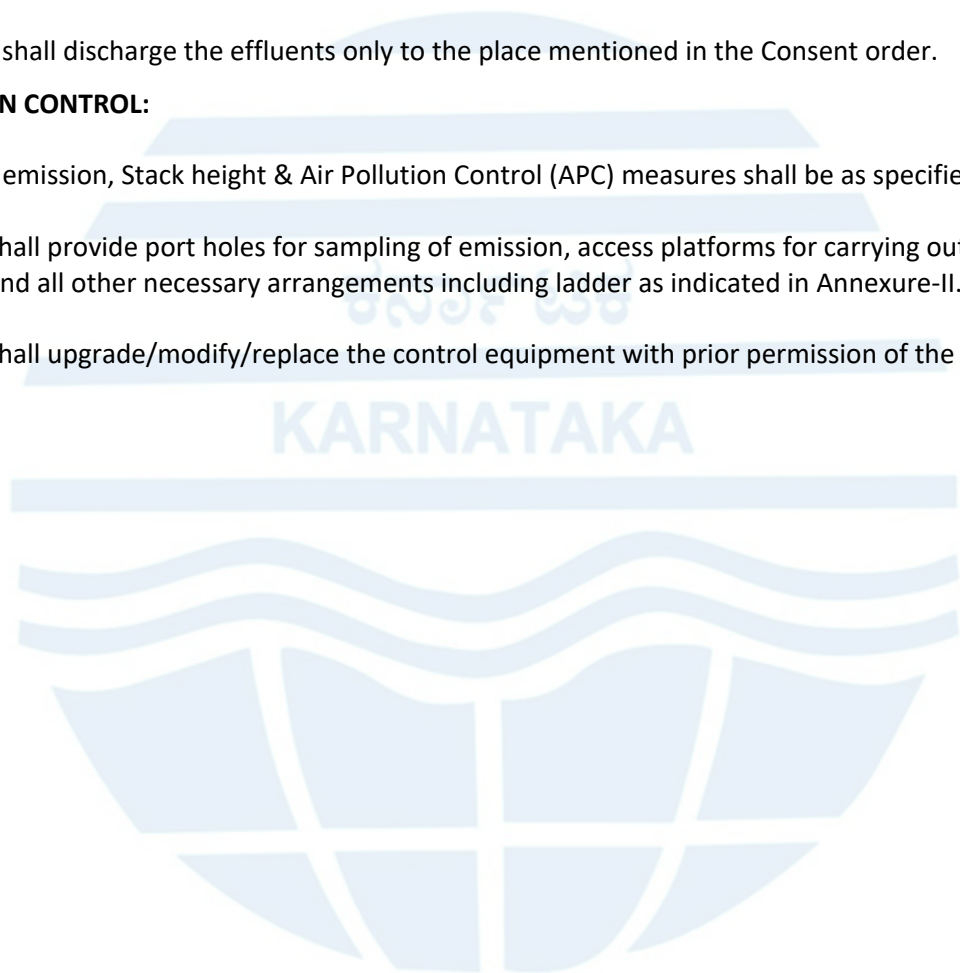 shall discharge the effluents only to the place mentioned in the Consent order.
N CONTROL:
emission, Stack height & Air Pollution Control (APC) measures shall be as specifie
hall provide port holes for sampling of emission, access platforms for carrying out
nd all other necessary arrangements including ladder as indicated in Annexure-II.
ಕರ್ನಾಟಕ
hall upgrade/modify/replace the control equipment with prior permission of the
KARNATAKA